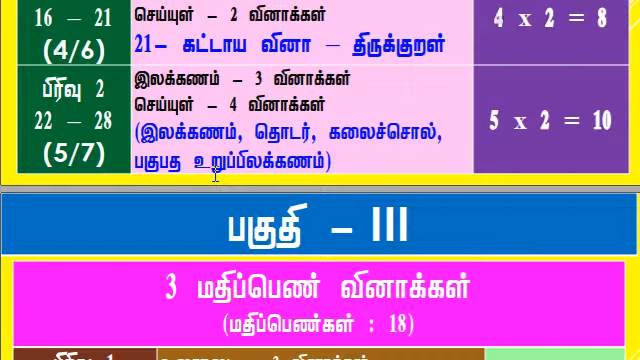 16 – 21
(4/6)
செய்யுள் – 2 வினாக்கள்
21– கட்டாய வினா – திருக்குறள்
4 x 2 = 8
பிரிவு 2
22 – 28
(5/7)
இலக்கணம் – 3 வினாக்கள்
செய்யுள் – 4 வினாக்கள்
(இலக்கணம், தொடர், கலைச்சொல்,
பகுபத உறுப்பிலக்கணம்)
5 x 2 = 10
பகுதி – III
3 மதிப்பெண் வினாக்கள்
(மதிப்பெண்கள் : 18)